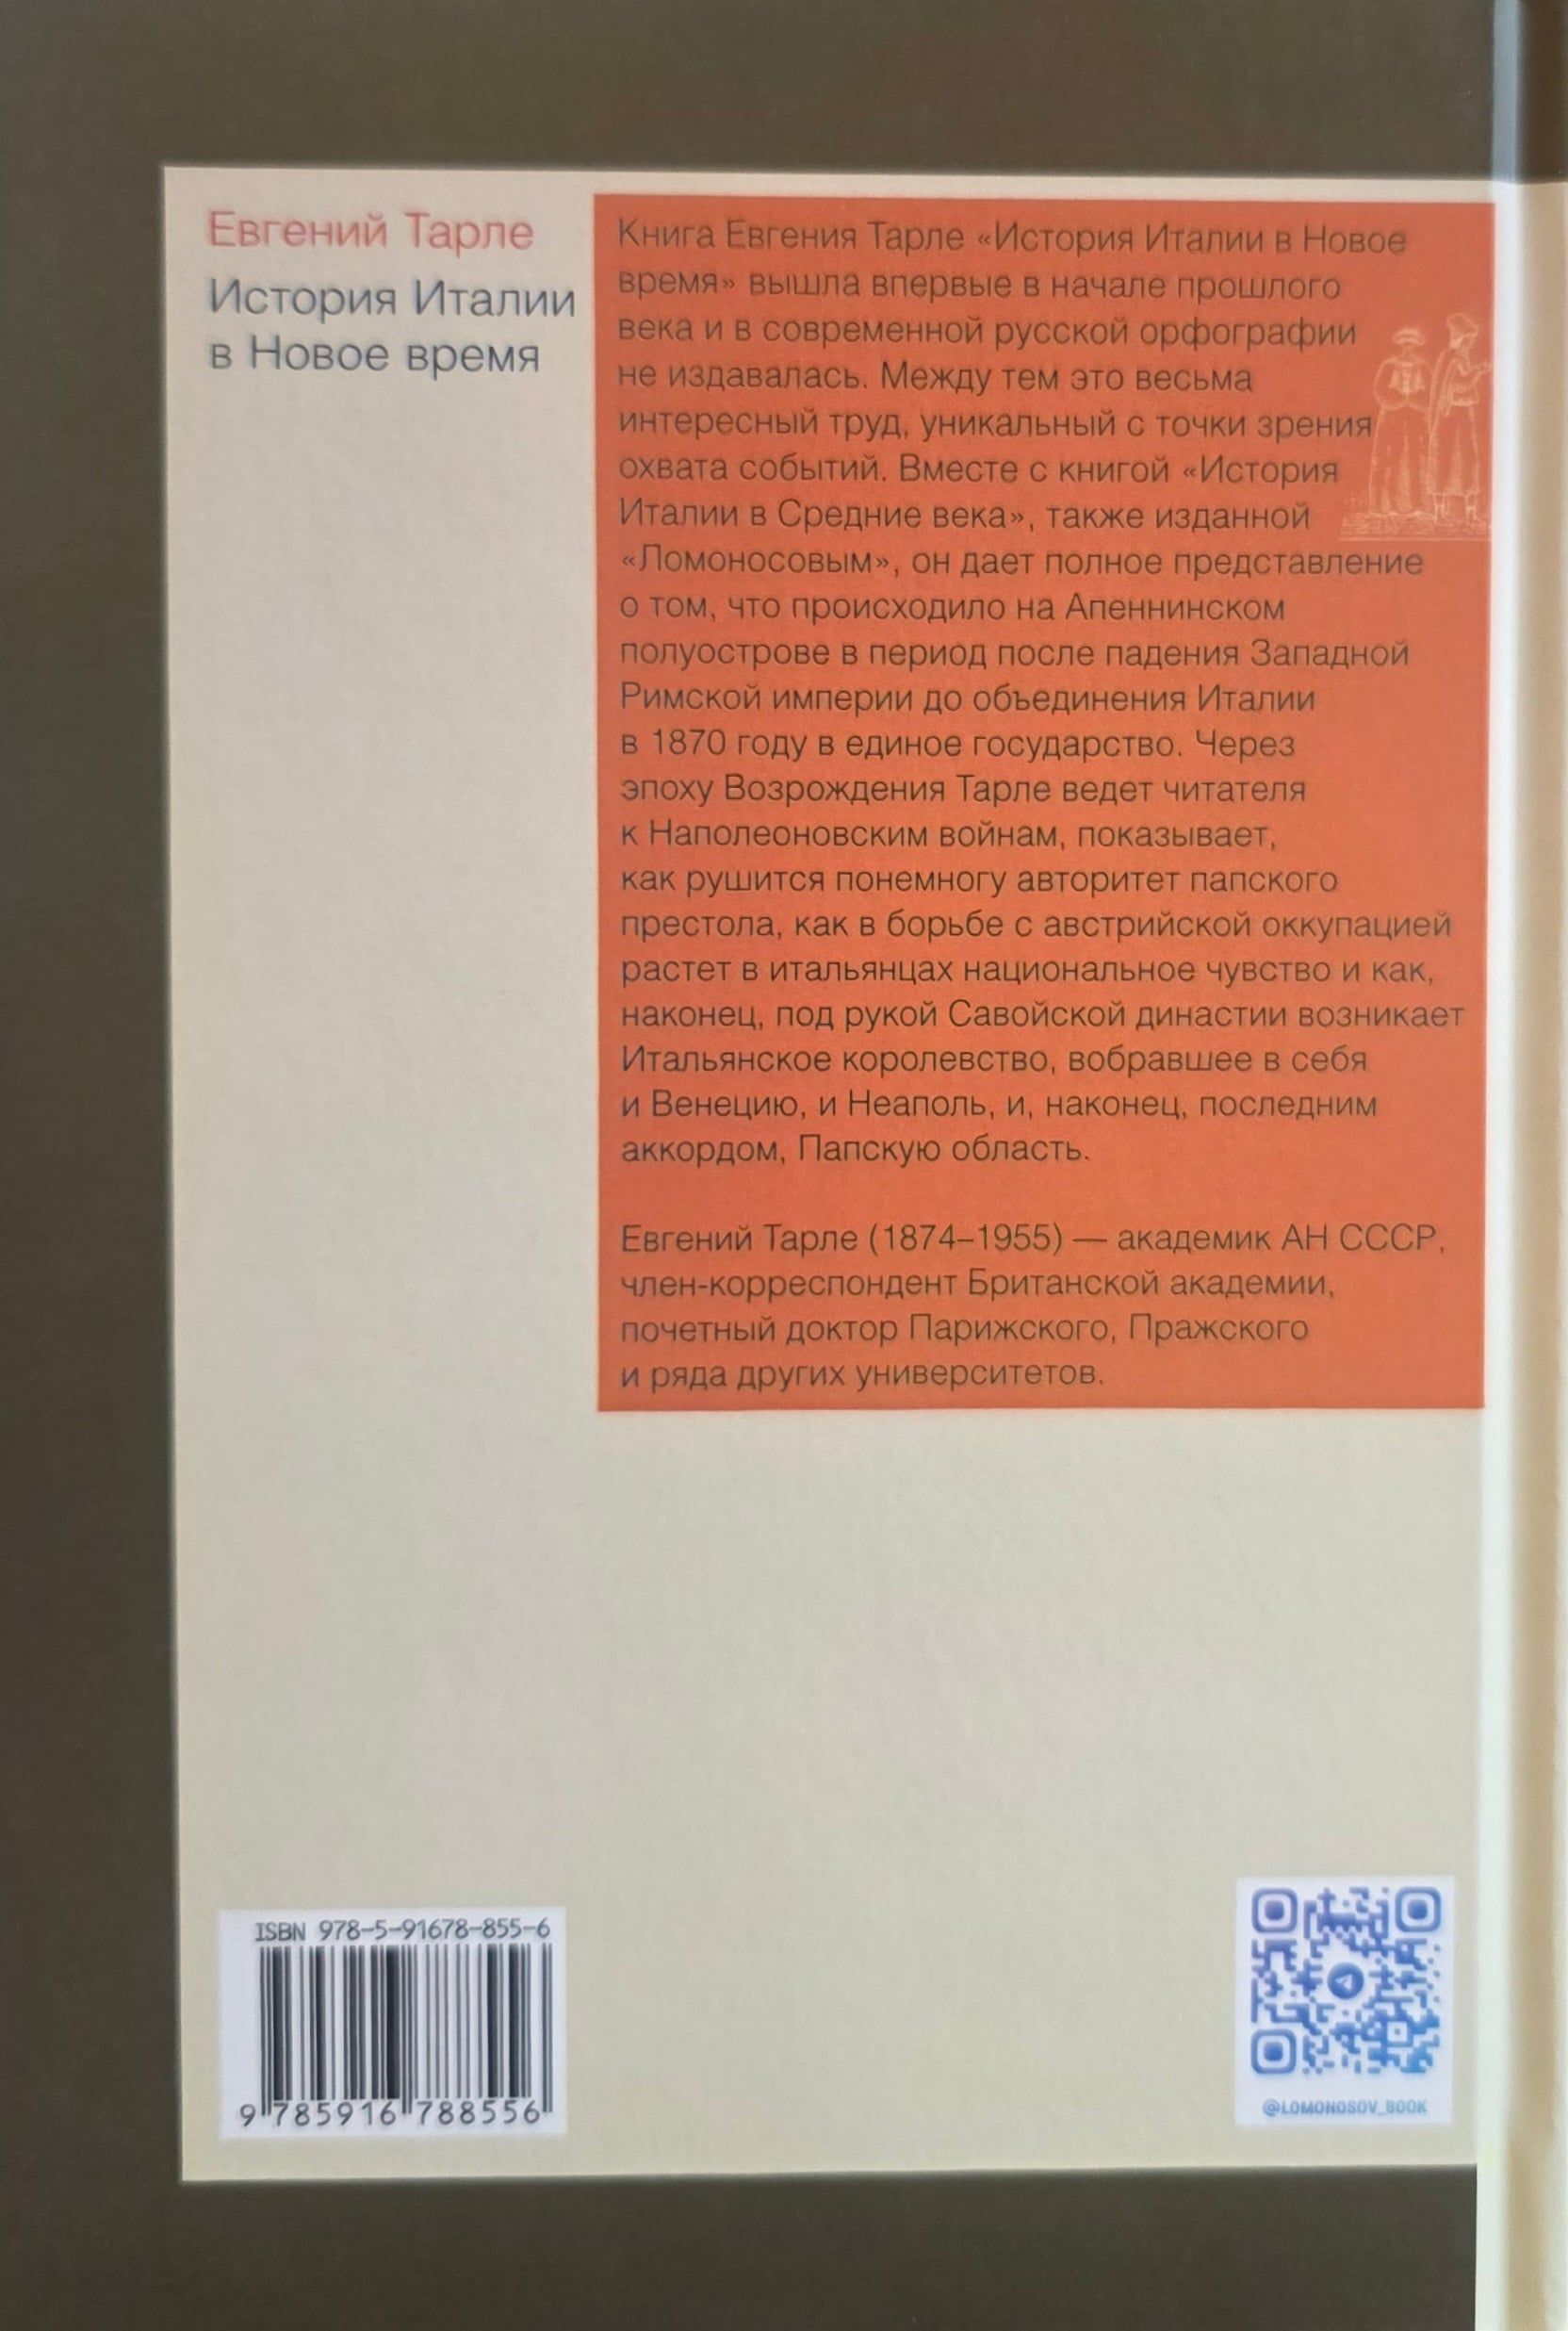 Евгений Тарле
История Италии
в Новое время
Книга Евгения Тарле «История Италии в Новое
время» вышла впервые в начале прошлого
века и в современной русской орфографии
не издавалась. Между тем это весьма
интересный труд, уникальный с точки зрения
охвата событий. Вместе с книгой «История
Италии в Средние века», также изданной
«Ломоносовым», он дает полное представление
о том, что происходило на Апеннинском
полуострове в период после падения Западной
Римской империи до объединения Италии
в 1870 году в единое государство. Через
эпоху Возрождения Тарле ведет читателя
к Наполеоновским войнам, показывает,
как рушится понемногу авторитет папского
престола, как в борьбе с австрийской оккупацией
растет в итальянцах национальное чувство и как,
наконец, под рукой Савойской династии возникает
Итальянское королевство, вобравшее в себя
и Венецию, и Неаполь, и, наконец, последним
аккордом, Папскую область.
Евгений Тарле (1874–1955) — академик АН СССР,
член-корреспондент Британской академии,
почетный доктор Парижского, Пражского
и ряда других университетов.
ISBN 978-5-91678-855-6
9 785916 788556
@LOMONOSOV_BOOK